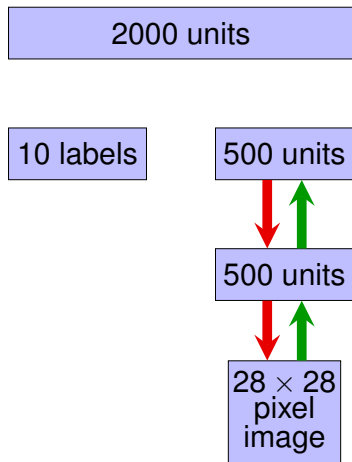 2000 units
10 labels
500 units
500 units
28 × 28
pixel
image